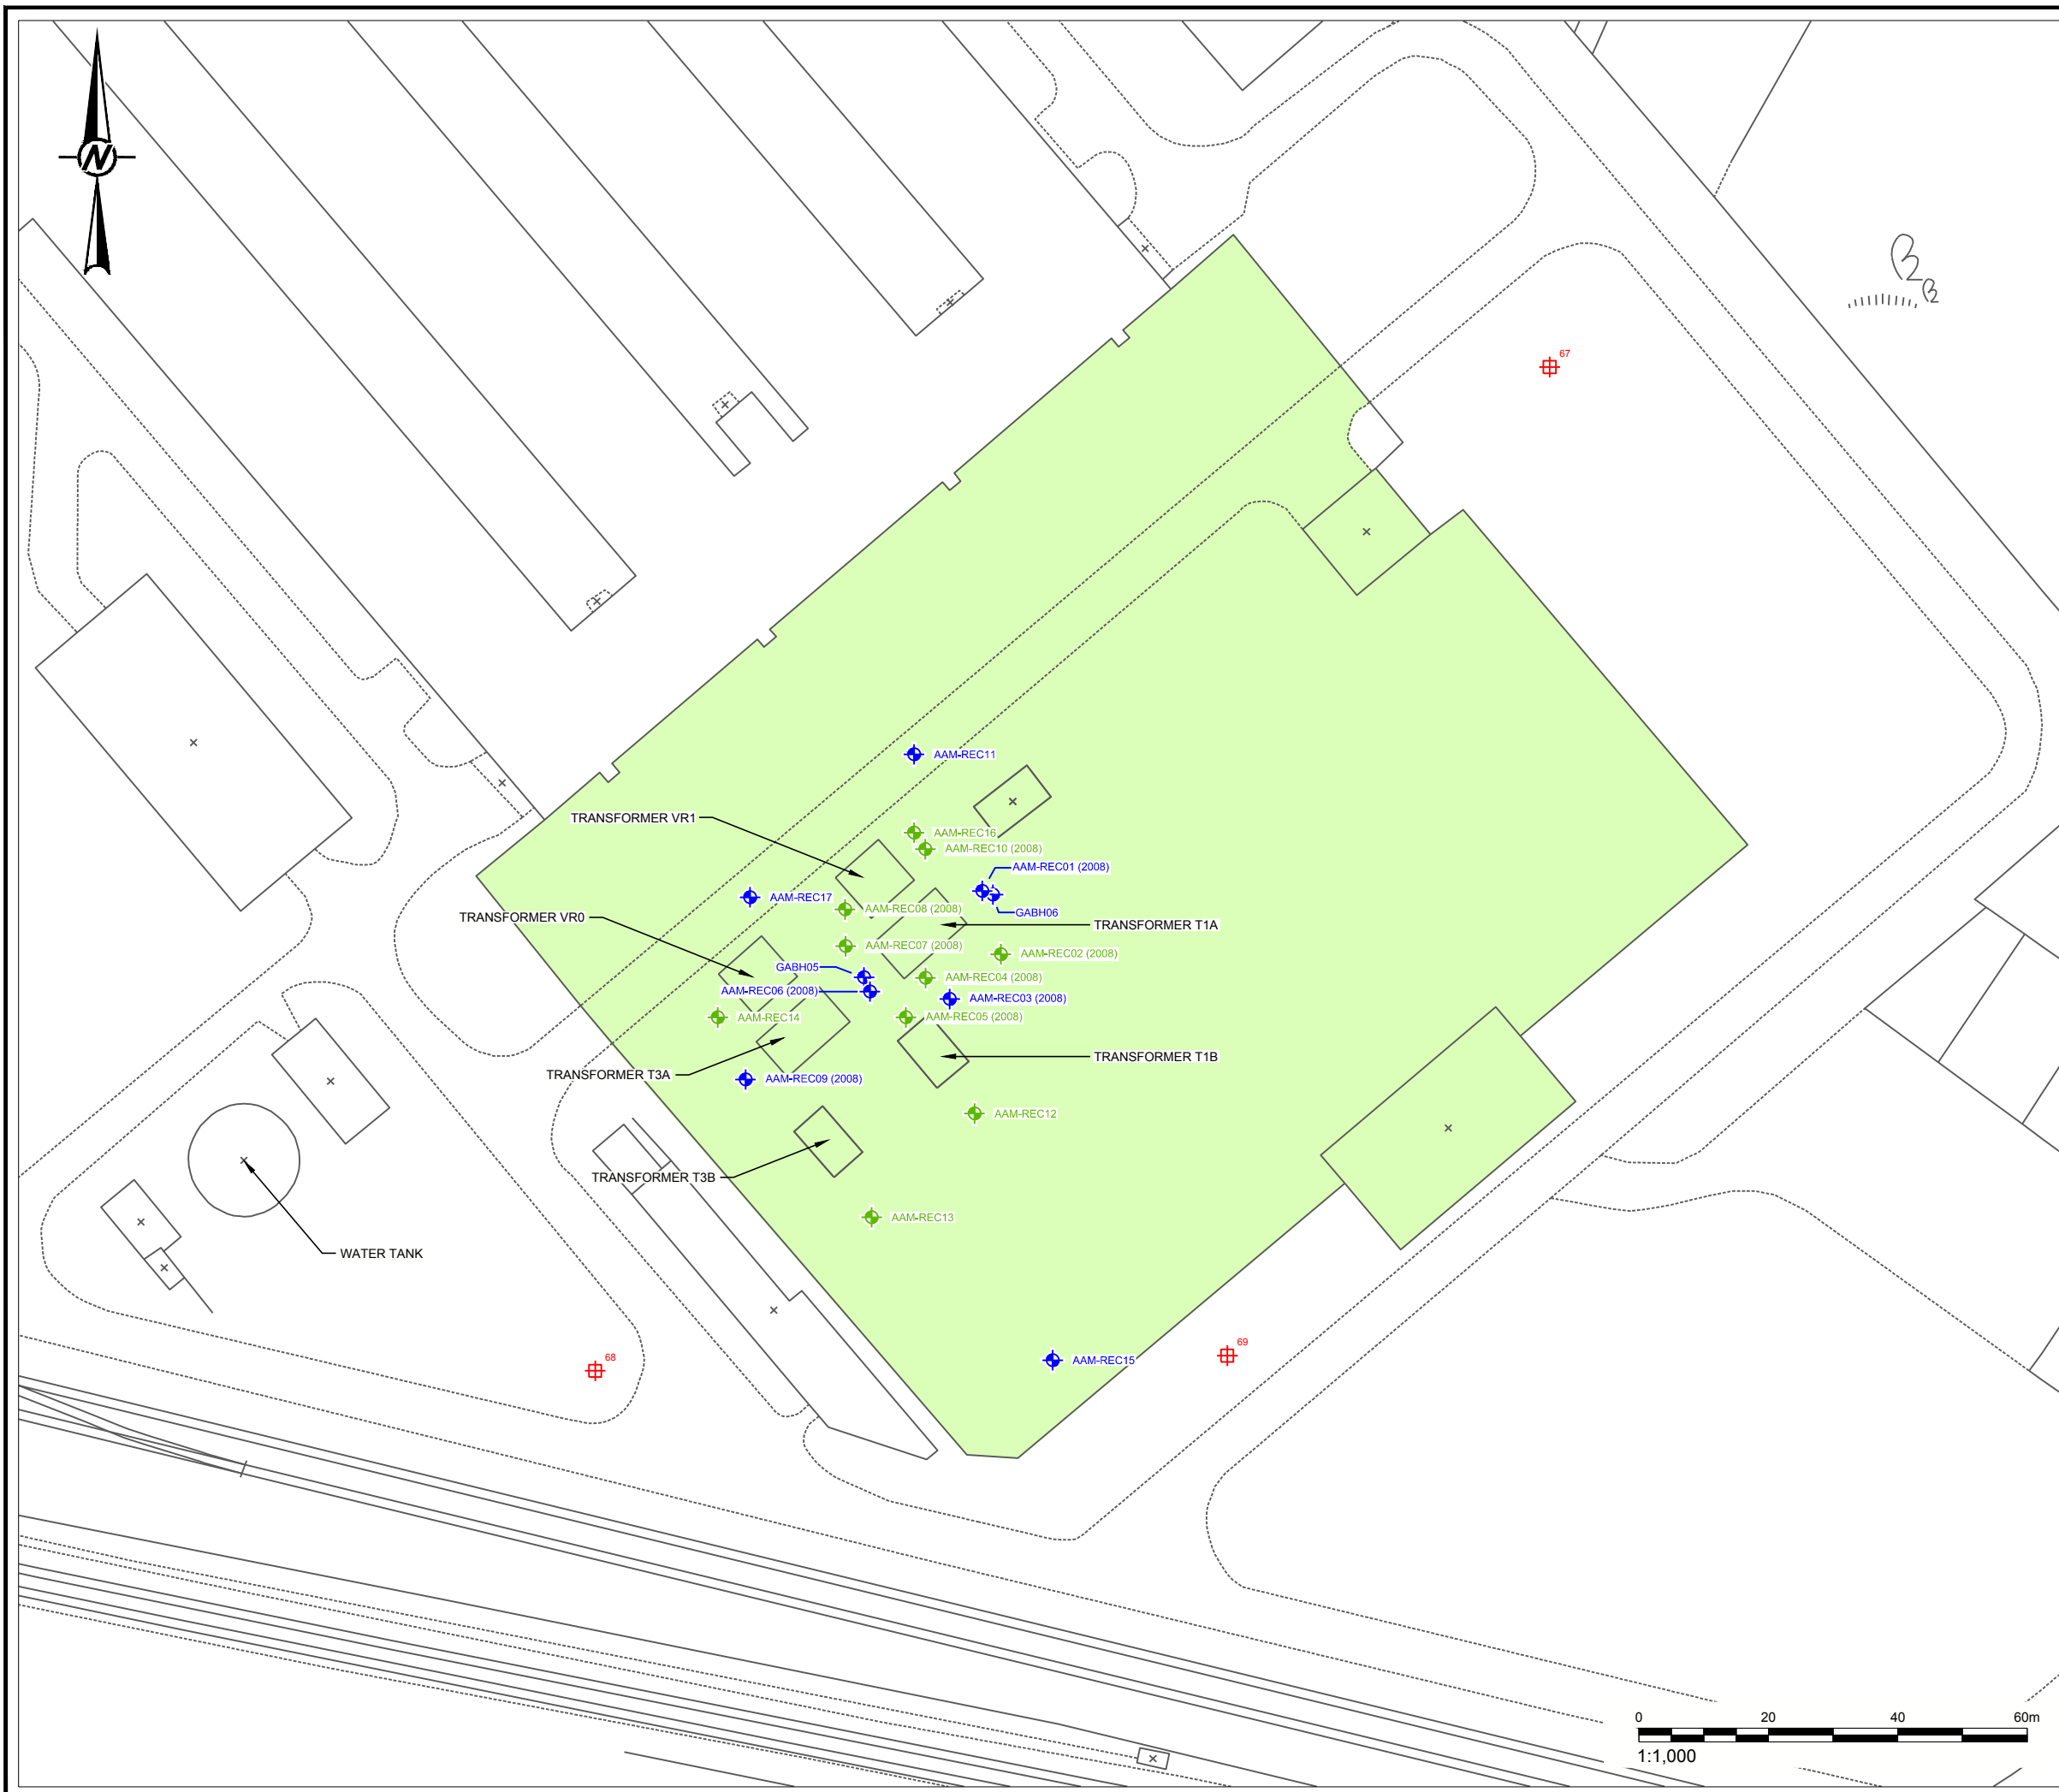 N
67
AAM-REC11
TRANSFORMER VR1
AAM-REC16
AAM-REC10 (2008)
AAM-REC01 (2008)
AAM-REC17
AAM-REC08 (2008)
GABH06
TRANSFORMER VR0
TRANSFORMER T1A
AAM-REC07 (2008)
AAM-REC02 (2008)
GABH05
AAM-REC04 (2008)
AAM-REC06 (2008)
AAM-REC03 (2008)
AAM-REC14
AAM-REC05 (2008)
TRANSFORMER T1B
TRANSFORMER T3A
AAM-REC09 (2008)
AAM-REC12
TRANSFORMER T3B
AAM-REC13
WATER TANK
69
68
AAM-REC15
0 20 40 60m
1:1,000